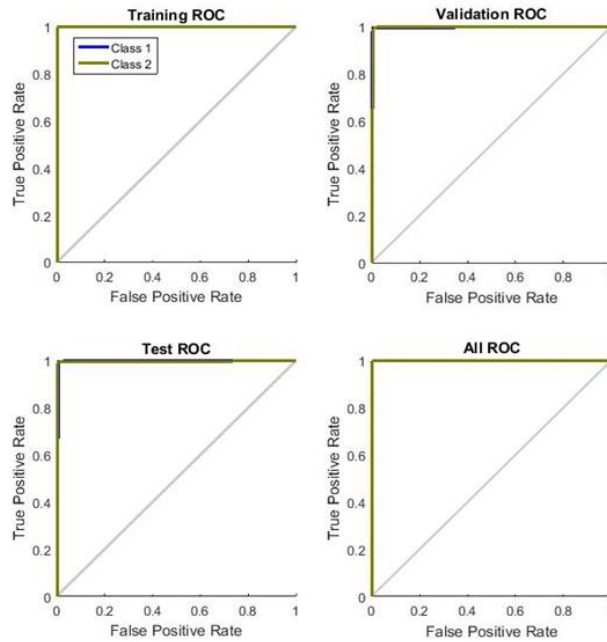 Training ROC
Class 1
Class 2
True Positive Rate
1
0.8
0.6
0.4
0.2
0
0 0.2 0.4 0.6 0.8 1
False Positive Rate
Validation ROC
True Positive Rate
1
0.8
0.6
0.4
0.2
0
0 0.2 0.4 0.6 0.8
False Positive Rate
Test ROC
True Positive Rate
1
0.8
0.6
0.4
0.2
0
0 0.2 0.4 0.6 0.8 1
False Positive Rate
All ROC
True Positive Rate
1
0.8
0.6
0.4
0.2
0
0 0.2 0.4 0.6 0.8
False Positive Rate